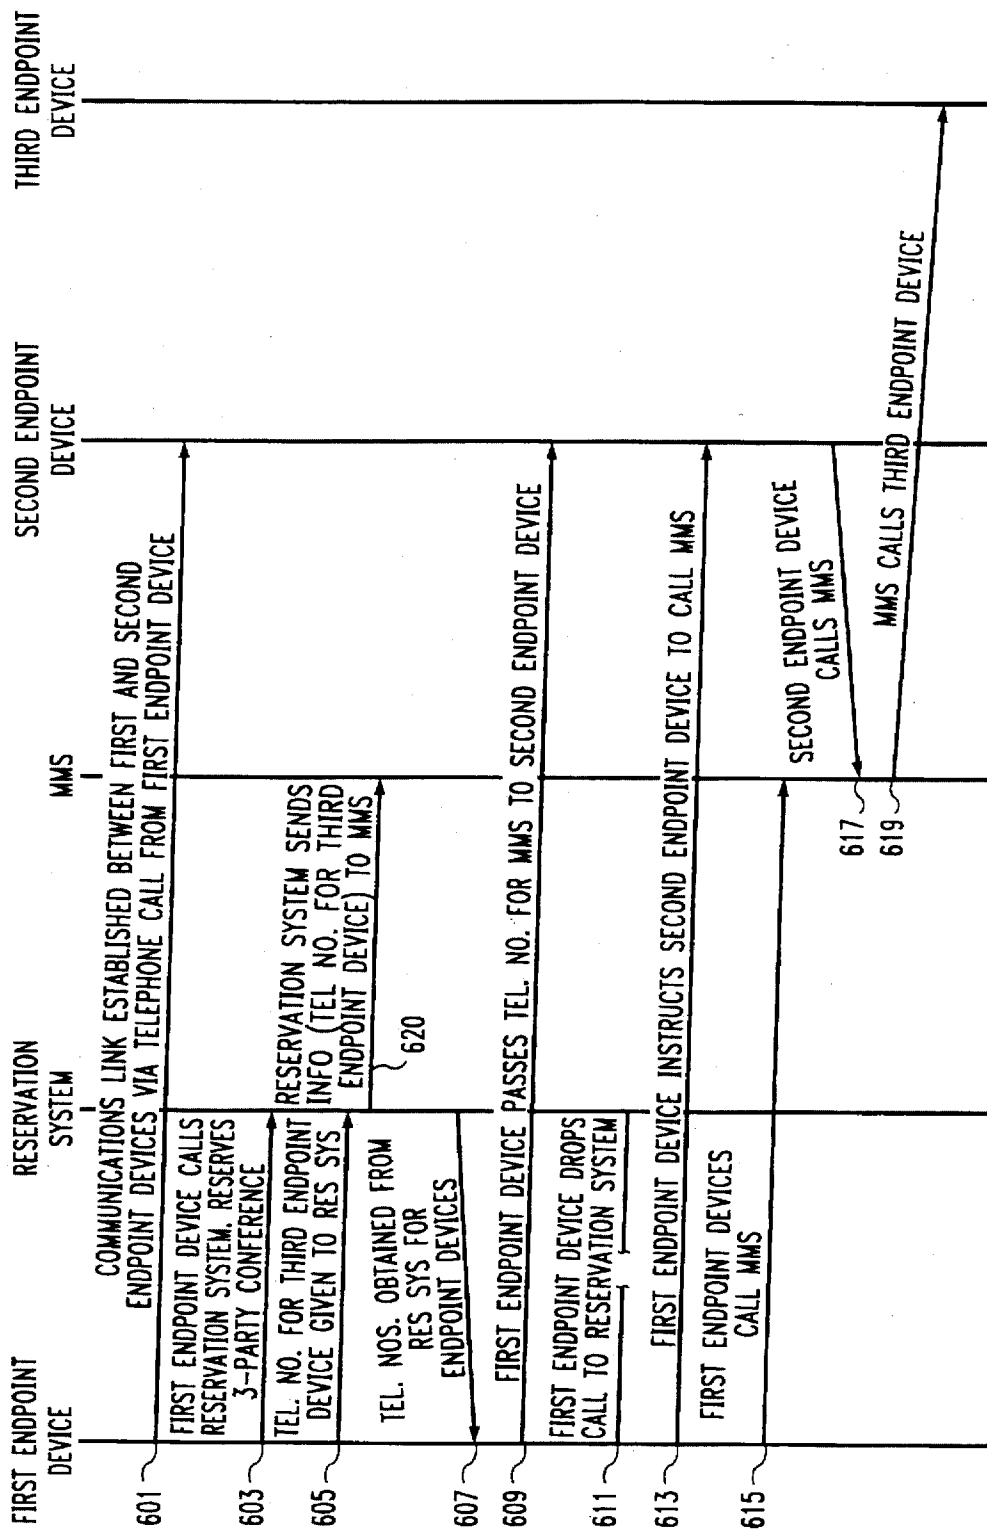 FIRST ENDPOINT
DEVICE
RESERVATION
SYSTEM
MMS
SECOND ENDPOINT
DEVICE
THIRD ENDPOINT
DEVICE
COMMUNICATIONS LINK ESTABLISHED BETWEEN FIRST AND SECOND
ENDPOINT DEVICES VIA TELEPHONE CALL FROM FIRST ENDPOINT DEVICE
601
FIRST ENDPOINT DEVICE CALLS
RESERVATION SYSTEM. RESERVES
3-PARTY CONFERENCE
603
TEL. NO. FOR THIRD ENDPOINT
DEVICE GIVEN TO RES SYS
605
RESERVATION SYSTEM SENDS
INFO (TEL NO. FOR THIRD
ENDPOINT DEVICE) TO MMS
620
TEL. NOS. OBTAINED FROM
RES SYS FOR
ENDPOINT DEVICES
607
FIRST ENDPOINT DEVICE PASSES TEL. NO. FOR MMS TO SECOND ENDPOINT DEVICE
609
FIRST ENDPOINT DEVICE DROPS
CALL TO RESERVATION SYSTEM
611
FIRST ENDPOINT DEVICE INSTRUCTS SECOND ENDPOINT DEVICE TO CALL MMS
613
FIRST ENDPOINT DEVICES
CALL MMS
615
SECOND ENDPOINT DEVICE
CALLS MMS
617
MMS CALLS THIRD ENDPOINT DEVICE
619